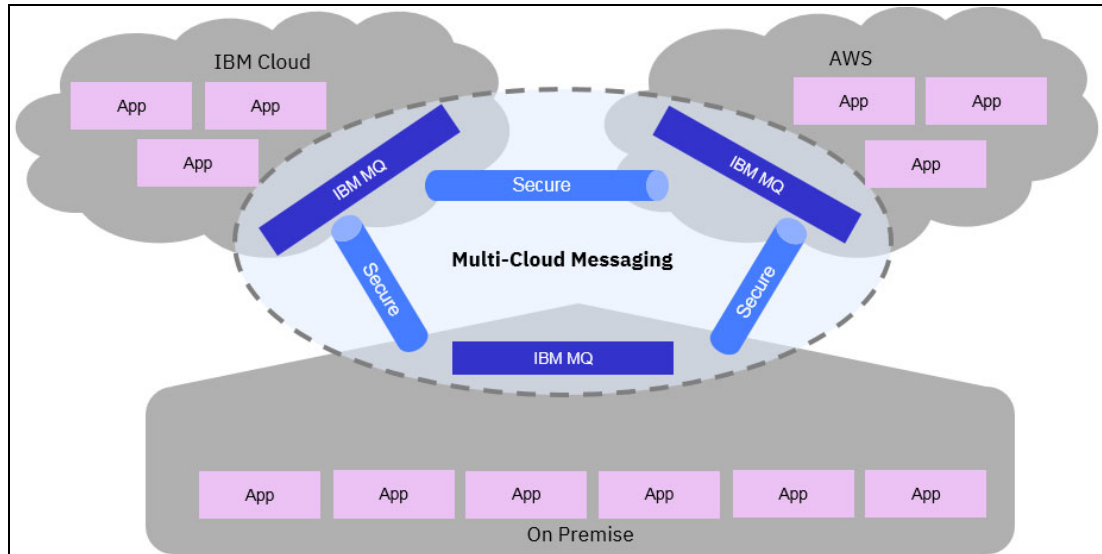 IBM Cloud
AWS
App
App
App
App
App
App
IBM MQ
IBM MQ
Secure
Secure
Secure
Multi-Cloud Messaging
IBM MQ
App
App
App
App
App
App
On Premise